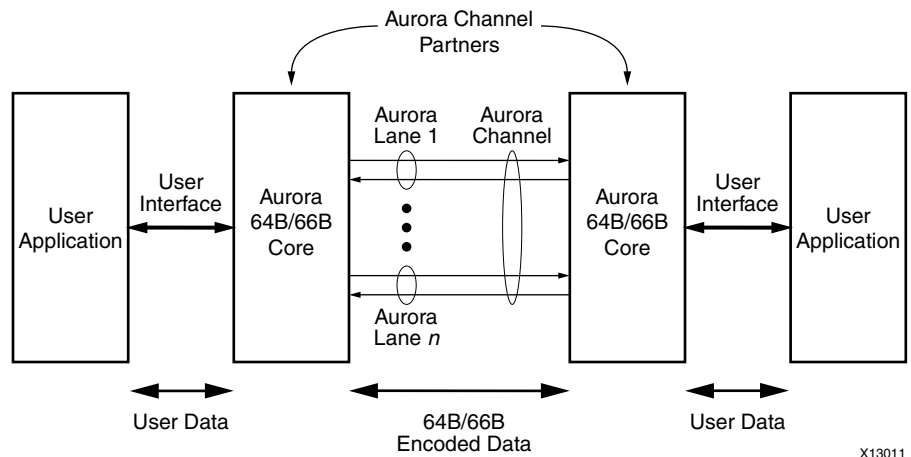 Aurora Channel
Partners
Aurora
Lane 1
Aurora
Channel
User
Interface
User
Interface
User
Application
Aurora
64B/66B
Core
Aurora
64B/66B
Core
User
Application
Aurora
Lane n
User Data
64B/66B
Encoded Data
User Data
X13011